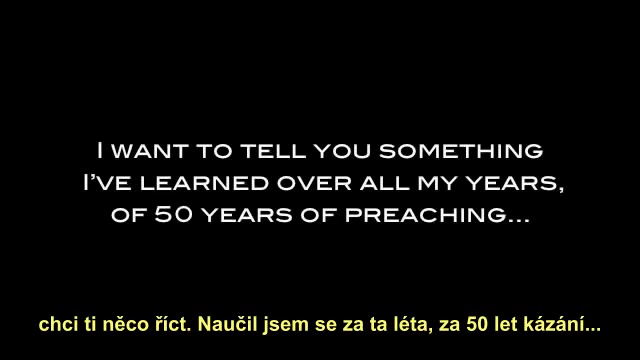 I WANT TO TELL YOU SOMETHING
I'VE LEARNED OVER ALL MY YEARS,
OF 50 YEARS OF PREACHING...
chci ti něco říct. Naučil jsem se za ta léta, za 50 let kázání...